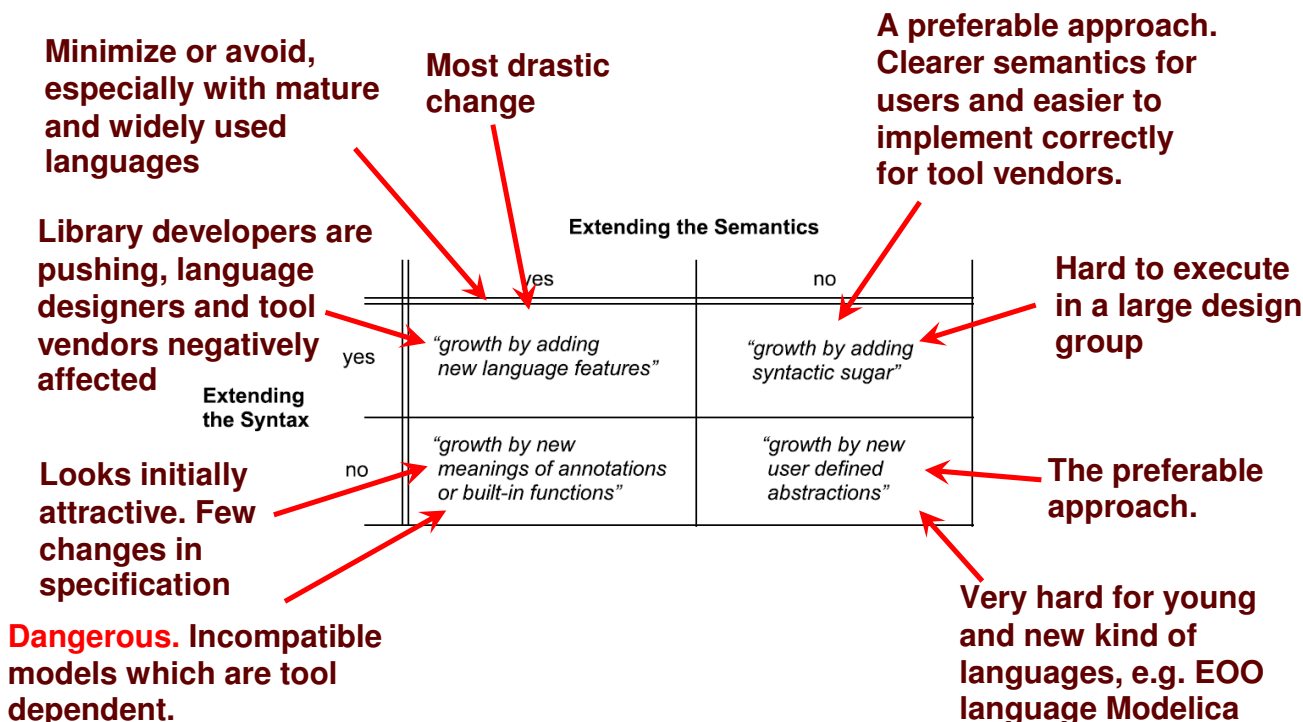 Minimize or avoid,
especially with mature
and widely used
languages
Most drastic
change
A preferable approach.
Clearer semantics for
users and easier to
implement correctly
for tool vendors.
Library developers are
pushing, language
designers and tool
vendors negatively
affected
Extending the Semantics
yes
no
Hard to execute
in a large design
group
yes
"growth by adding
new language features"
"growth by adding
syntactic sugar"
Extending
the Syntax
no
"growth by new
meanings of annotations
or built-in functions"
"growth by new
user defined
abstractions"
Looks initially
attractive. Few
changes in
specification
The preferable
approach.
Dangerous. Incompatible
models which are tool
dependent.
Very hard for young
and new kind of
languages, e.g. EOO
language Modelica